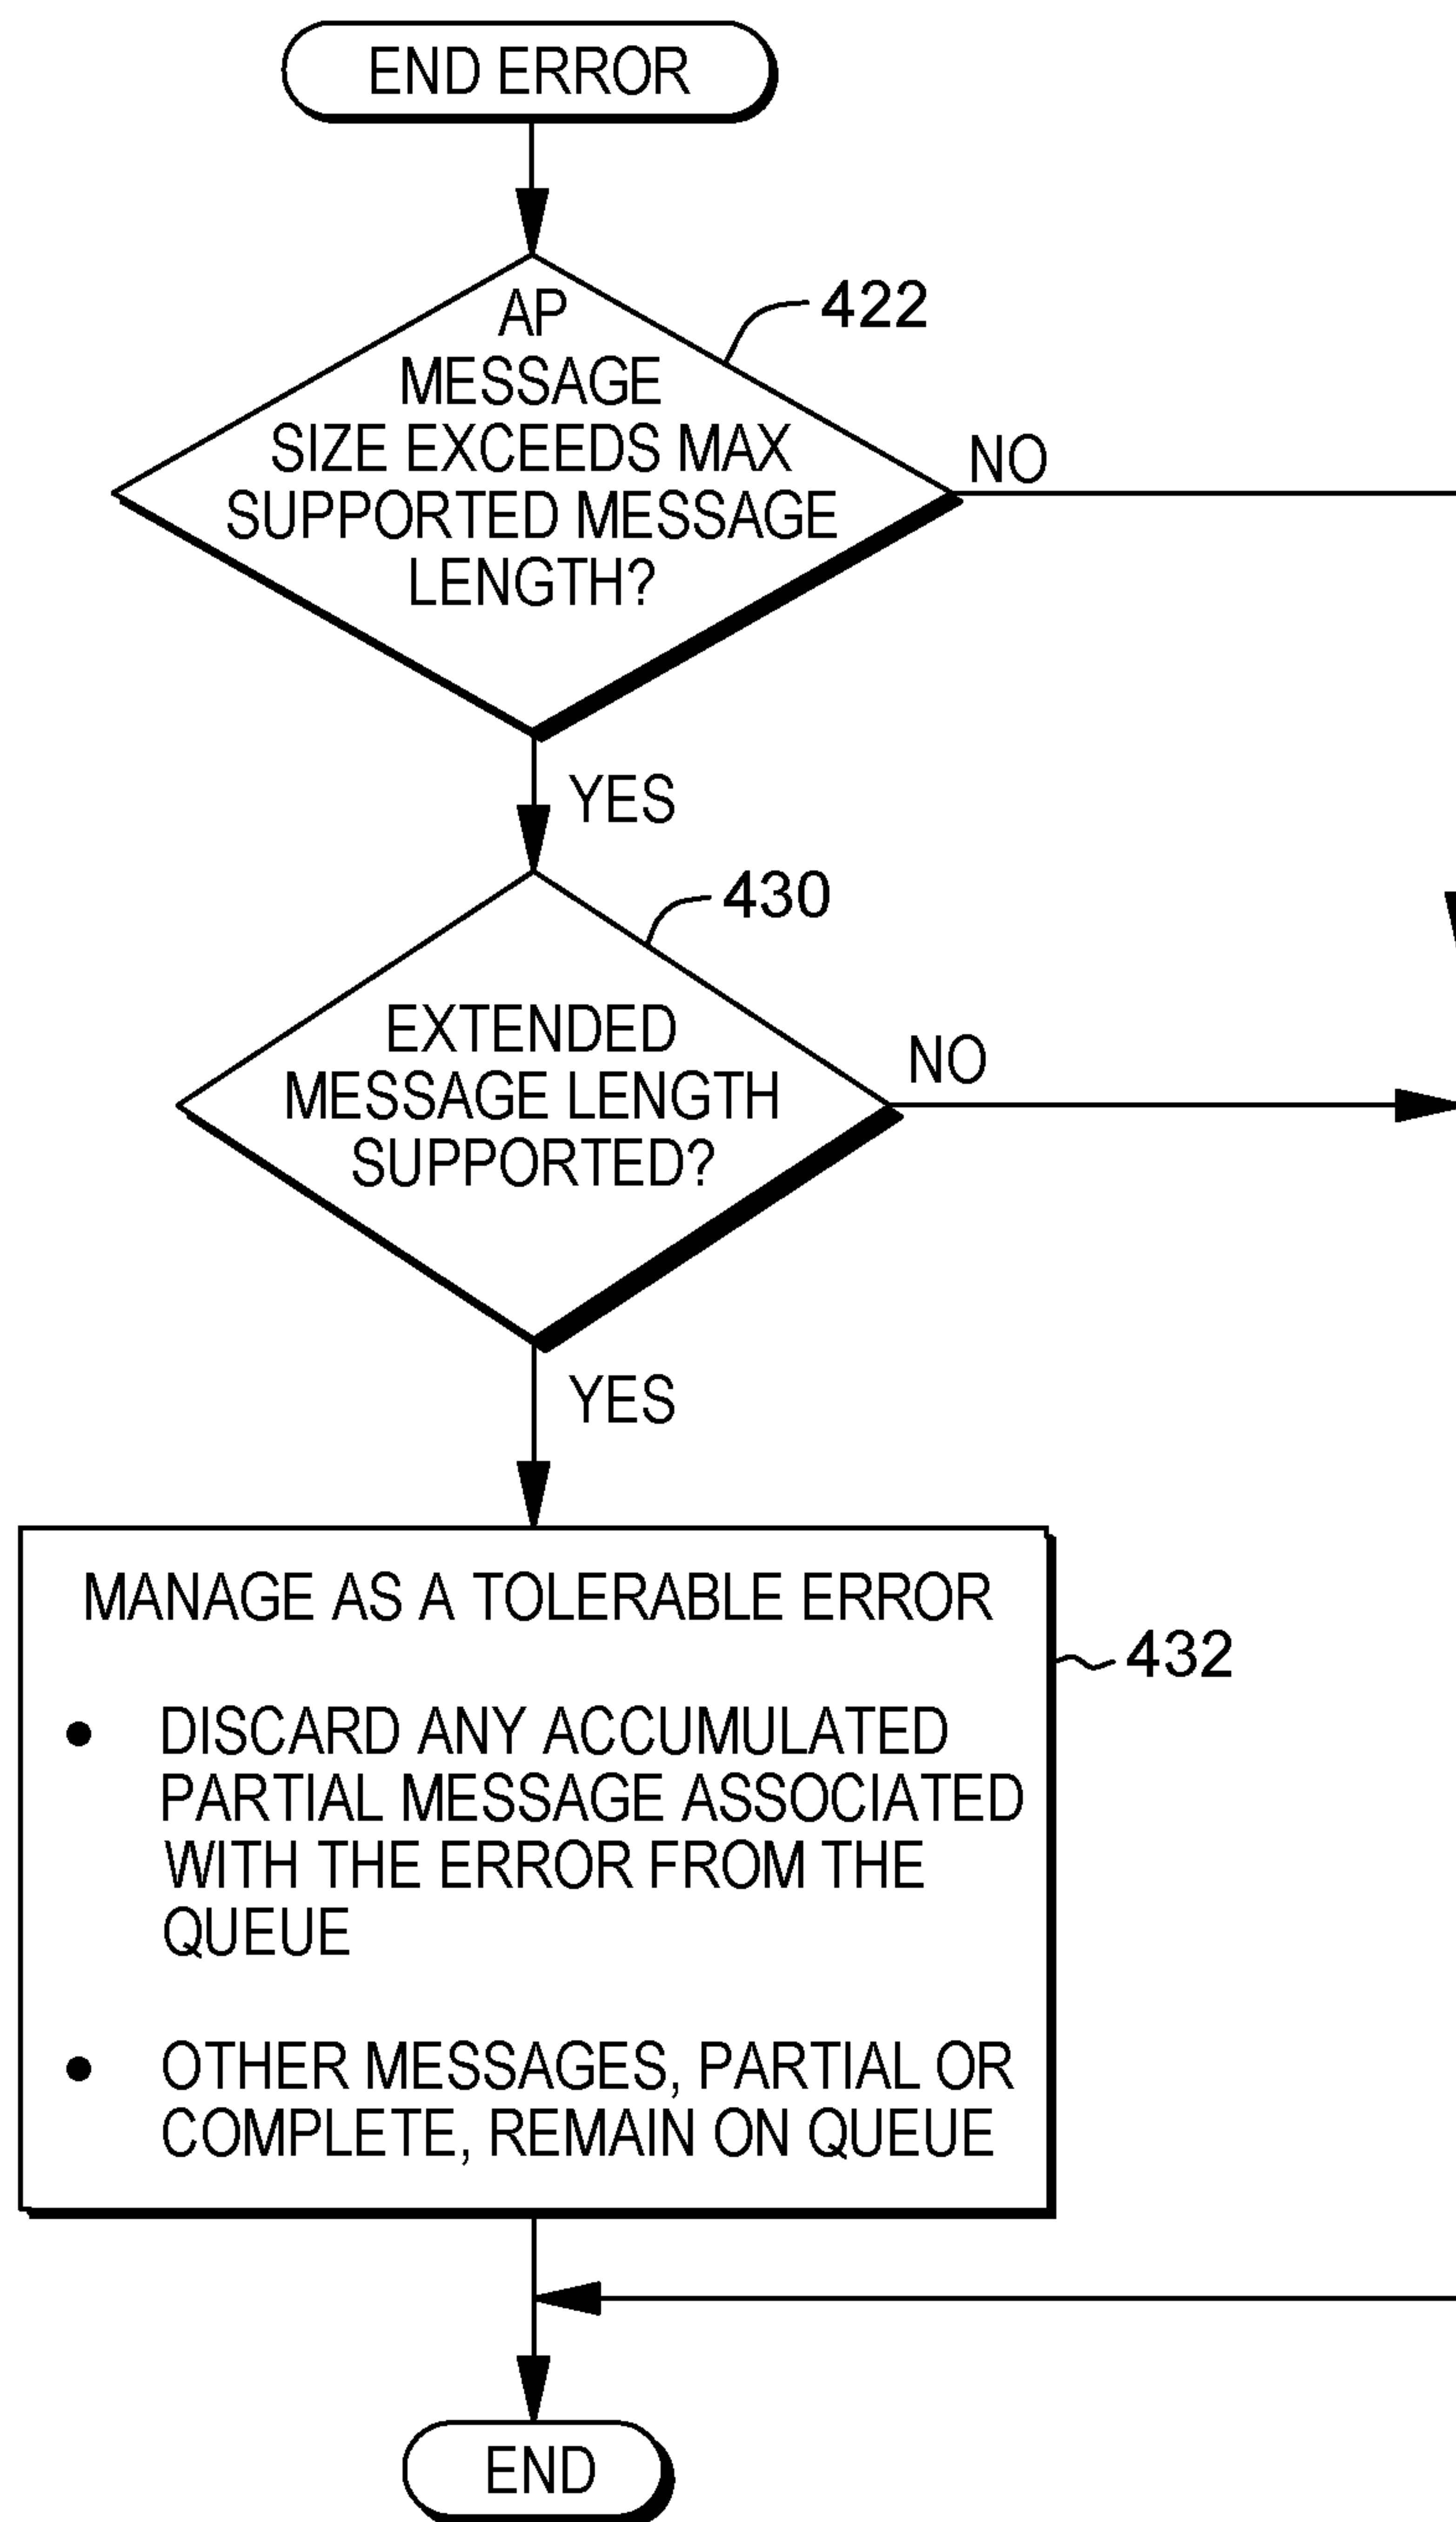 END ERROR
AP
MESSAGE
SIZE EXCEEDS MAX
SUPPORTED MESSAGE
LENGTH?
422
NO
YES
430
EXTENDED
MESSAGE LENGTH
SUPPORTED?
NO
YES
MANAGE AS A TOLERABLE ERROR
432
• DISCARD ANY ACCUMULATED
PARTIAL MESSAGE ASSOCIATED
WITH THE ERROR FROM THE
QUEUE
• OTHER MESSAGES, PARTIAL OR
COMPLETE, REMAIN ON QUEUE
END